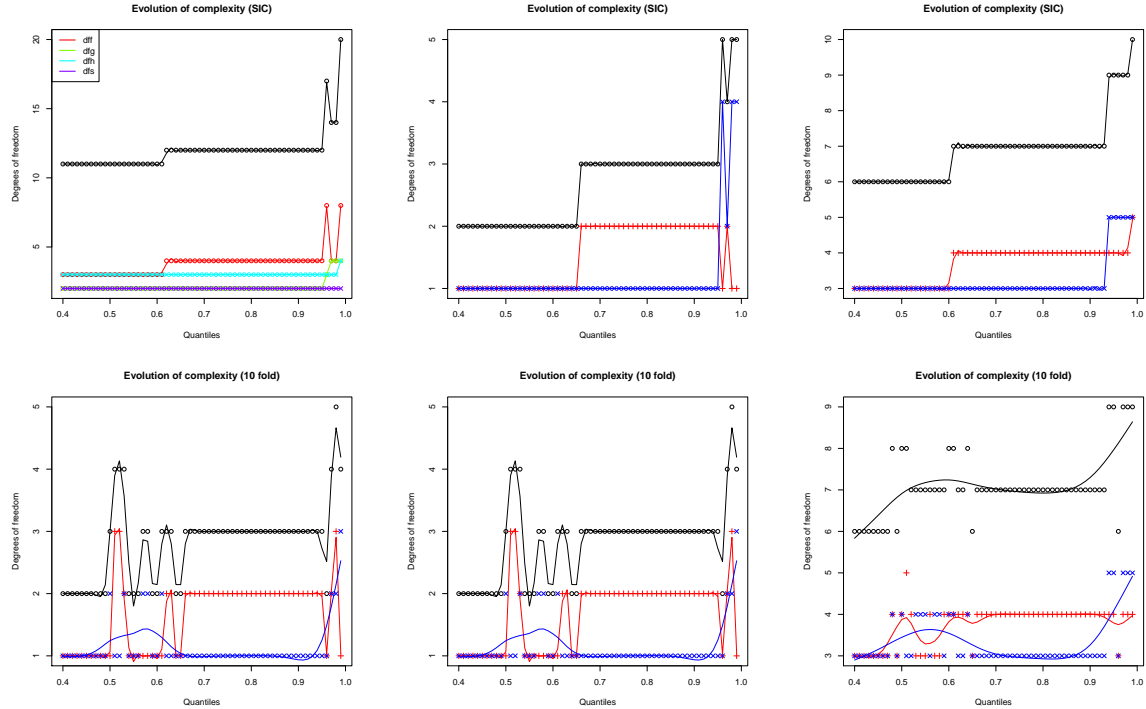 Evolution of complexity (SIC)
Degrees of freedom
5
10
15
20
dff
dfg
dfh
dfs
0.4 0.5 0.6 0.7 0.8 0.9 1.0
Quantiles
Evolution of complexity (SIC)
Degrees of freedom
1
2
3
4
5
0.4 0.5 0.6 0.7 0.8 0.9 1.0
Quantiles
Evolution of complexity (SIC)
Degrees of freedom
3
4
5
6
7
8
9
10
0.4 0.5 0.6 0.7 0.8 0.9 1.0
Quantiles
Evolution of complexity (10 fold)
Degrees of freedom
1
2
3
4
5
0.4 0.5 0.6 0.7 0.8 0.9 1.0
Quantiles
Evolution of complexity (10 fold)
Degrees of freedom
1
2
3
4
5
0.4 0.5 0.6 0.7 0.8 0.9 1.0
Quantiles
Evolution of complexity (10 fold)
Degrees of freedom
3
4
5
6
7
8
9
0.4 0.5 0.6 0.7 0.8 0.9 1.0
Quantiles